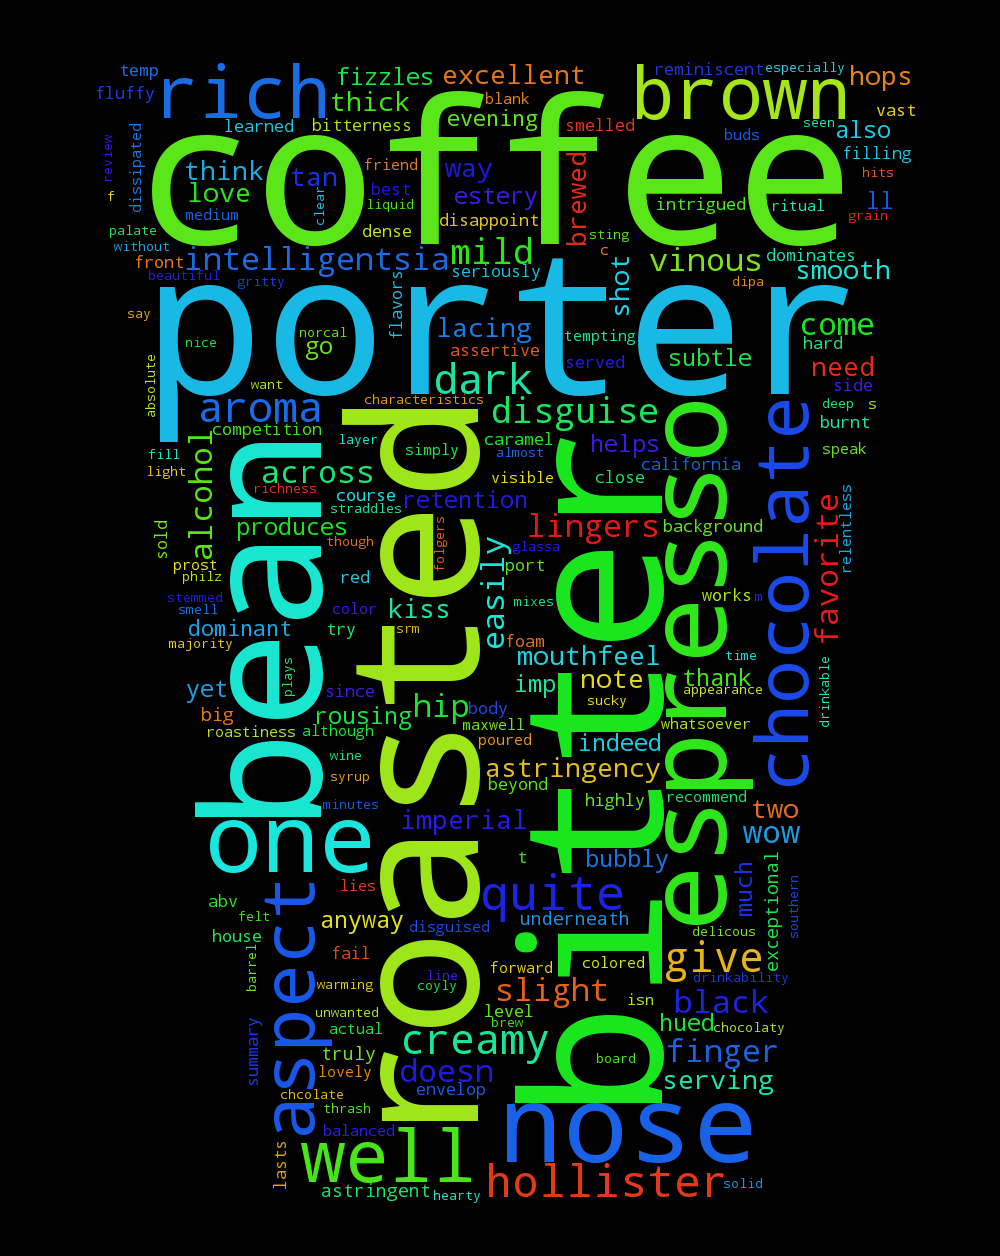 temp
rich
fizzles
excellent
brown
reminiscent
especially
hops
fluffy
thick
blank
vast
learned
bitterness
evening
smelled
buds
seen
also
coffee
review
dissipated
think
tan
friend
way
brewed
filling
hits
f
love
clear
best
liquid
estery
intrigued
ritual
ll
medium
dense
disappoint
grain
palate
without
front
intelligentsia
mild
sting
c
vinous
dominates
smooth
beautiful
gritty
flavors
seriously
shot
dipa
porter
say
nice
norcal
go
lacing
tempting
come
assertive
served
subtle
hard
need
absolute
want
dark
side
aroma
characteristics
disguise
deep
s
competition
layer
simply
caramel
almost
helps
burnt
fill
light
alcohol
across
visible
close
california
speak
richness
course
straddles
retention
chocolate
favorite
relentless
sold
produces
lingers
background
bean
roasted
bitter
espresso
though
folgers
easily
glassa
prost
philz
red
port
stemmed
smell
color
kiss
mixes
works
m
dominant
try
srm
foam
majority
mouthfeel
time
plays
yet
since
imp
note
thank
appearance
drinkable
sucky
big
rousing
hip
body
roastiness
although
maxwell
poured
indeed
whatsoever
wine
syrup
astringency
beyond
minutes
highly
recommend
one
imperial
two
wow
t
bubbly
lies
aspect
quite
much
exceptional
southern
abv
felt
anyway
disguised
underneath
delicous
house
barrel
fail
forward
colored
give
line
coyly
warming
slight
drinkability
unwanted
level
isn
black
actual
brew
hued
chocolaty
summary
truly
creamy
board
finger
lovely
doesn
serving
chcolate
envelop
thrash
nose
balanced
well
lasts
hollister
solid
astringent
hearty